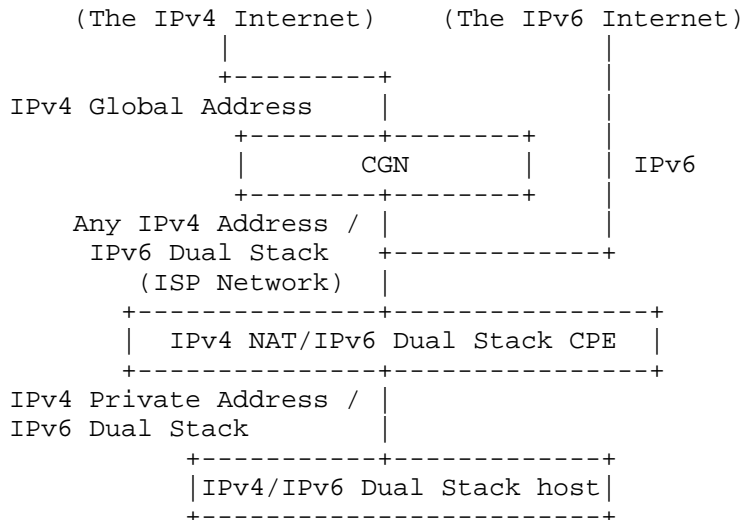 (The IPv4 Internet) (The IPv6 Internet)
IPv4 Global Address
CGN IPv6
Any IPv4 Address /
IPv6 Dual Stack
(ISP Network)
IPv4 NAT/IPv6 Dual Stack CPE
IPv4 Private Address /
IPv6 Dual Stack
IPv4/IPv6 Dual Stack host